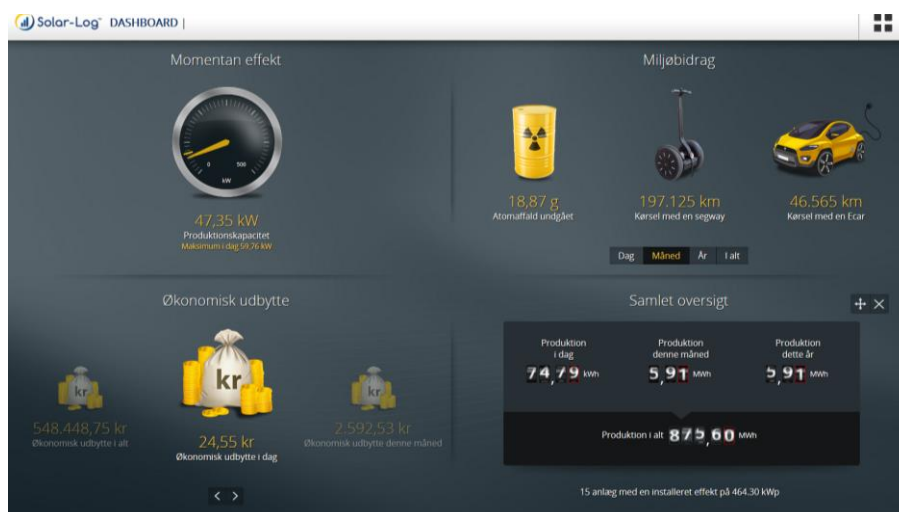 Solar-Log™ DASHBOARD |
Momentan effekt
0 500
kW
47,35 kW
Produktionskapacitet
Maksimum i dag 59,76 kW
Miljøbidrag
18,87 g
Atomaffald undgået
197.125 km
Kørsel med en segway
46.565 km
Kørsel med en Ecar
Dag Måned År I alt
Økonomisk udbytte
kr
548.448,75 kr
Økonomisk udbytte i alt
kr
24,55 kr
Økonomisk udbytte i dag
kr
2.592,53 kr
Økonomisk udbytte denne måned
Samlet oversigt
Produktion
i dag
74,79 kWh
Produktion
denne måned
5,91 MWh
Produktion
dette år
5,91 MWh
Produktion i alt 875,60 MWh
15 anlæg med en installeret effekt på 464.30 kWp